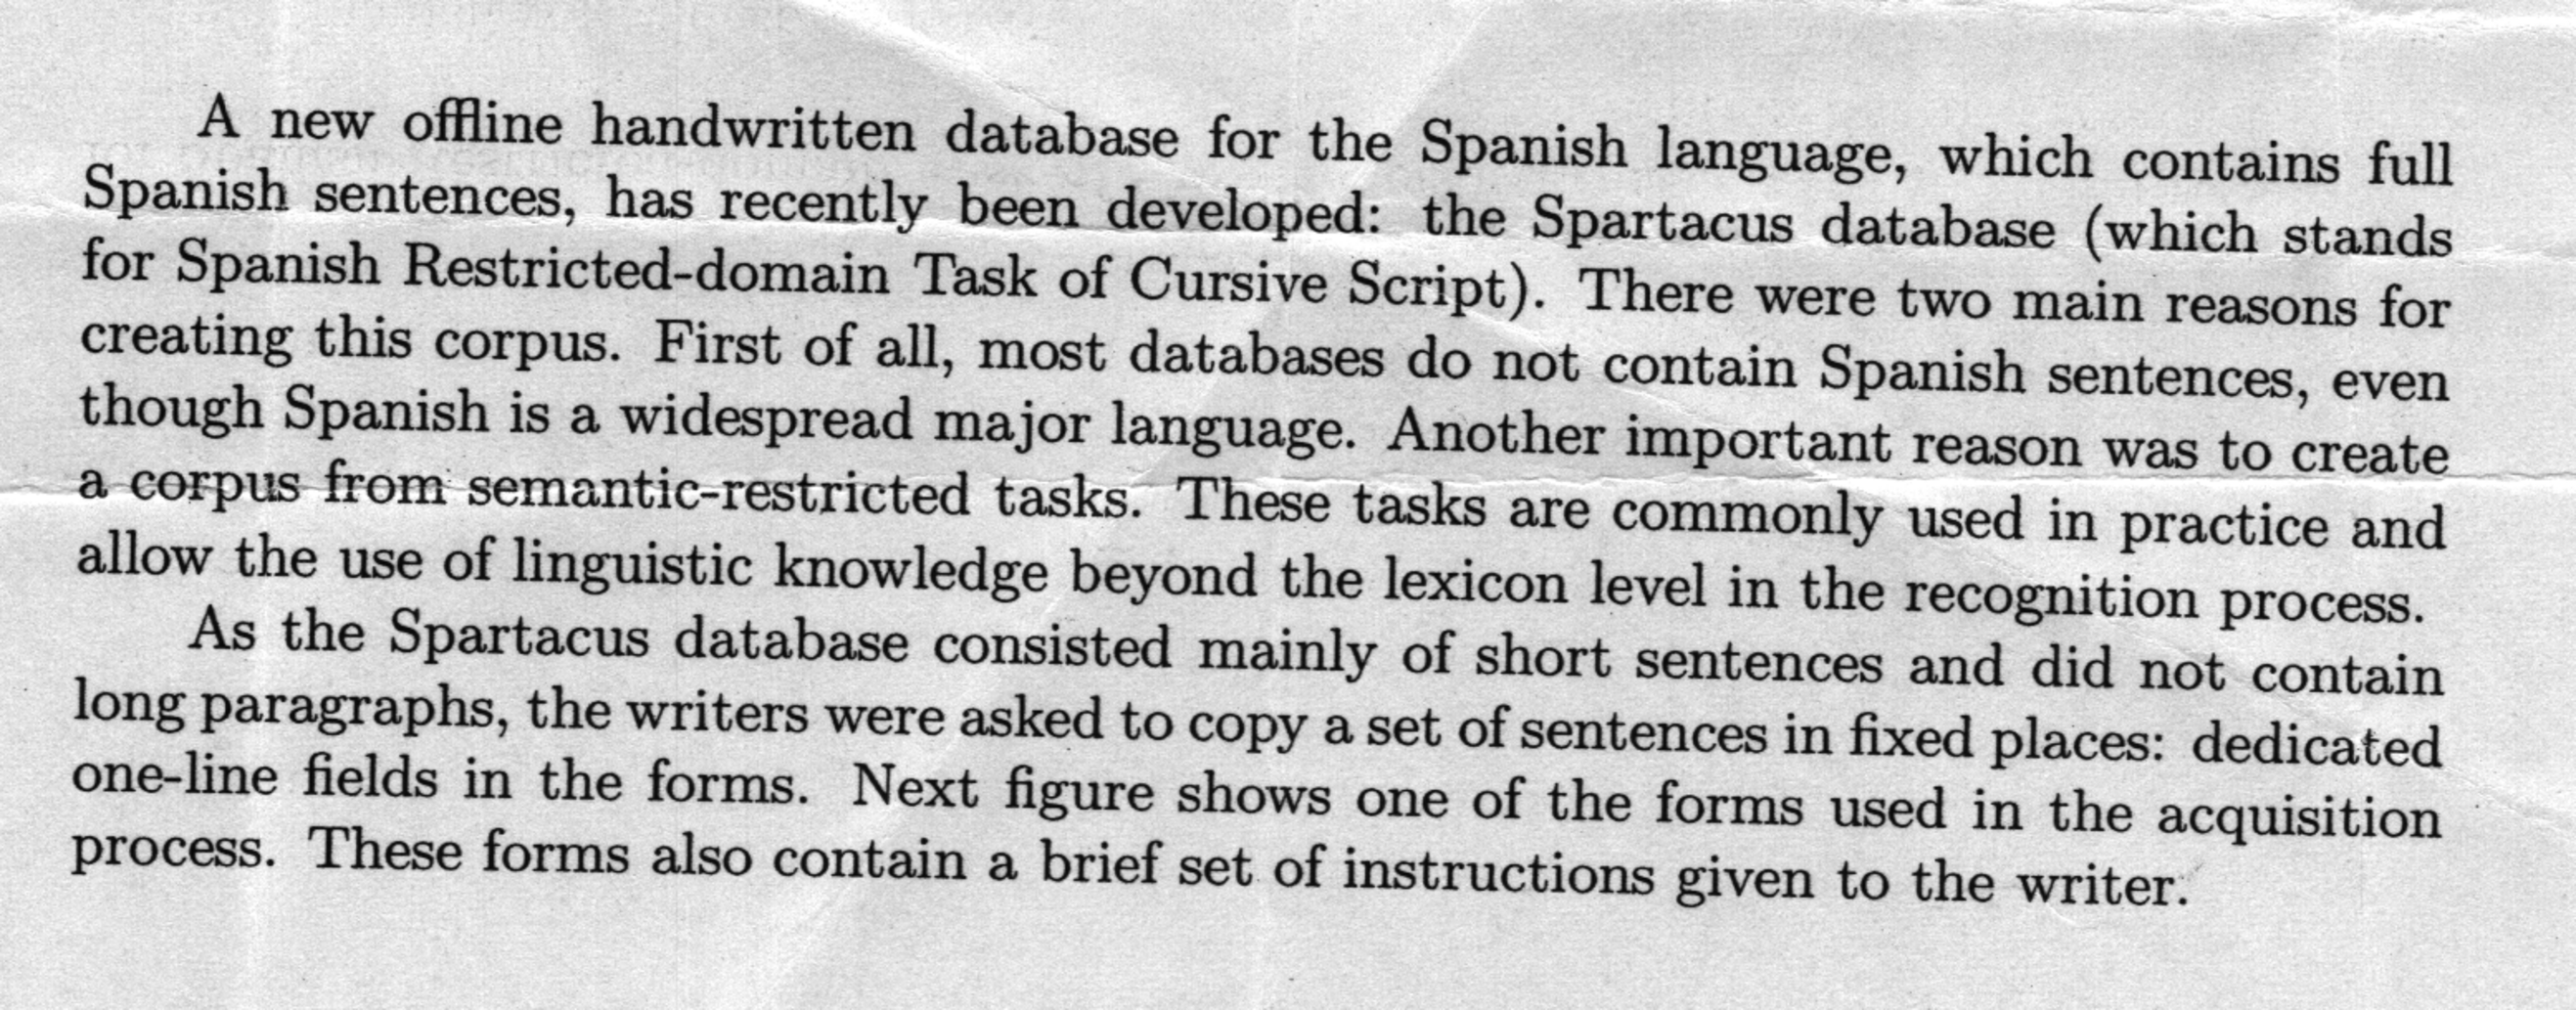 A new offline handwritten database for the Spanish language, which contains full
Spanish sentences, has recently been developed: the Spartacus database (which stands
for Spanish Restricted-domain Task of Cursive Script). There were two main reasons for
creating this corpus. First of all, most databases do not contain Spanish sentences, even
though Spanish is a widespread major language. Another important reason was to create
a corpus from semantic-restricted tasks. These tasks are commonly used in practice and
allow the use of linguistic knowledge beyond the lexicon level in the recognition process.
As the Spartacus database consisted mainly of short sentences and did not contain
long paragraphs, the writers were asked to copy a set of sentences in fixed places: dedicated
one-line fields in the forms. Next figure shows one of the forms used in the acquisition
process. These forms also contain a brief set of instructions given to the writer.